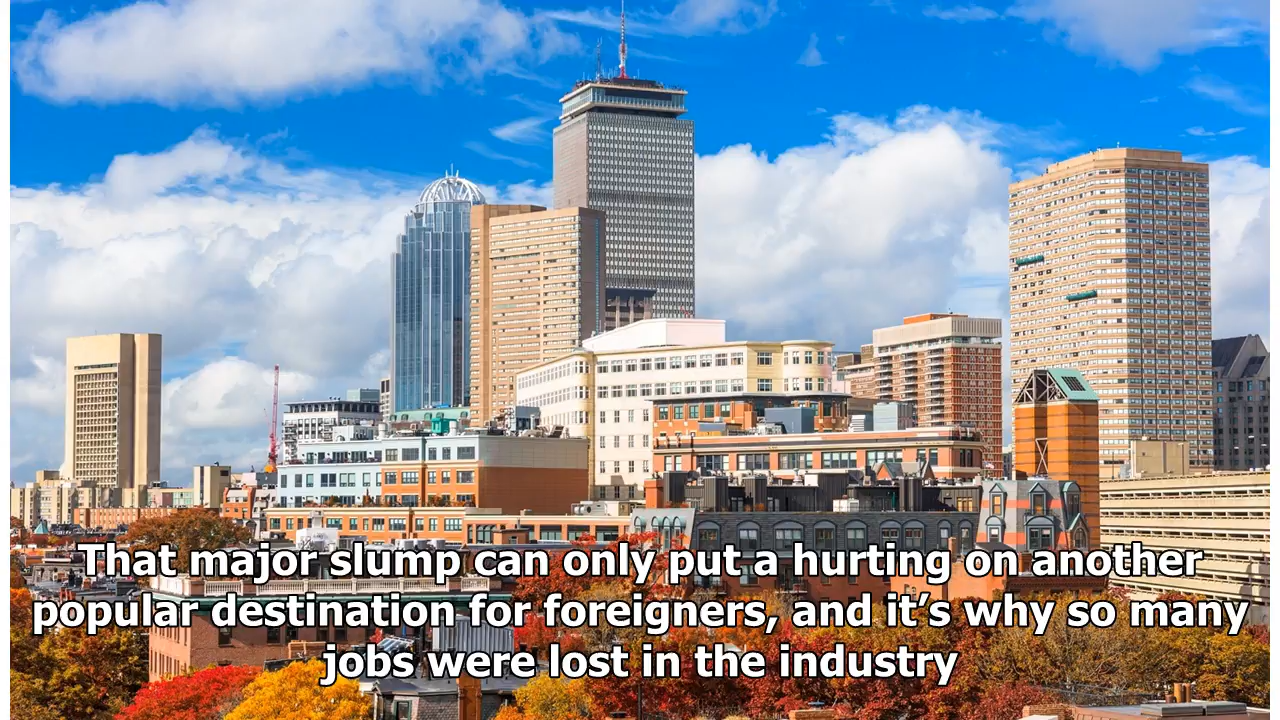 That major slump can only put a hurting on another
popular destination for foreigners, and it’s why so many
jobs were lost in the industry